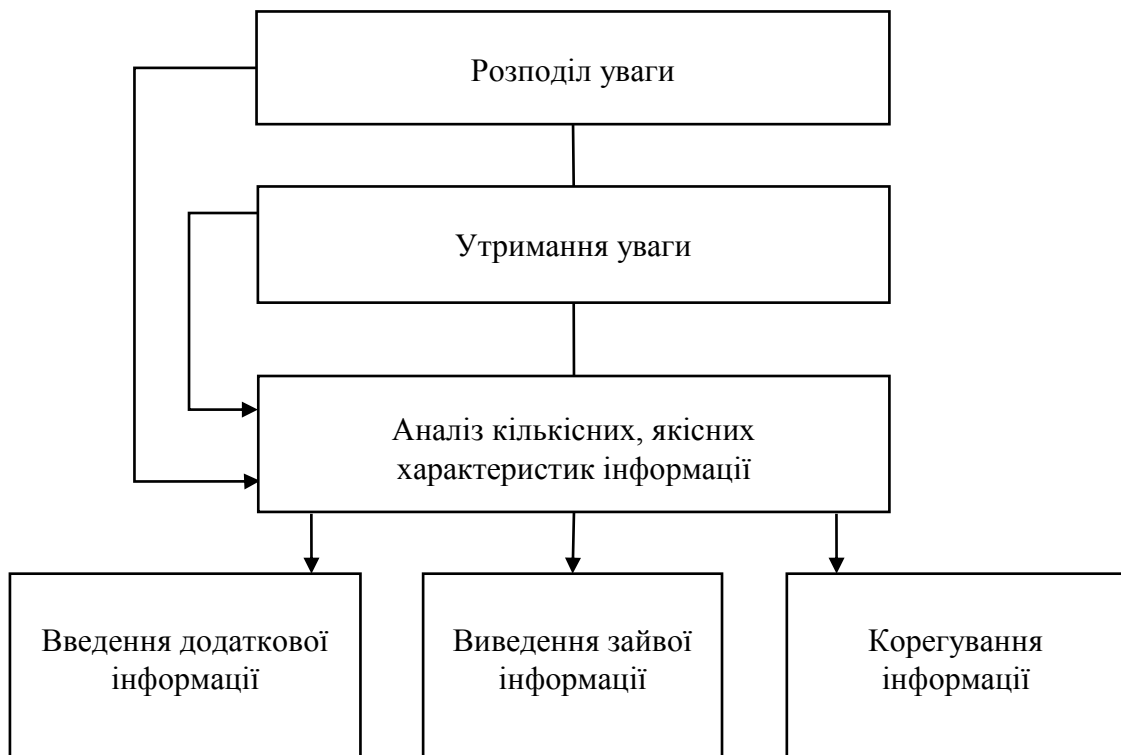 Розподіл уваги
Утримання уваги
Аналіз кількісних, якісних
характеристик інформації
Введення додаткової
інформації
Виведення зайвої
інформації
Корегування
інформації